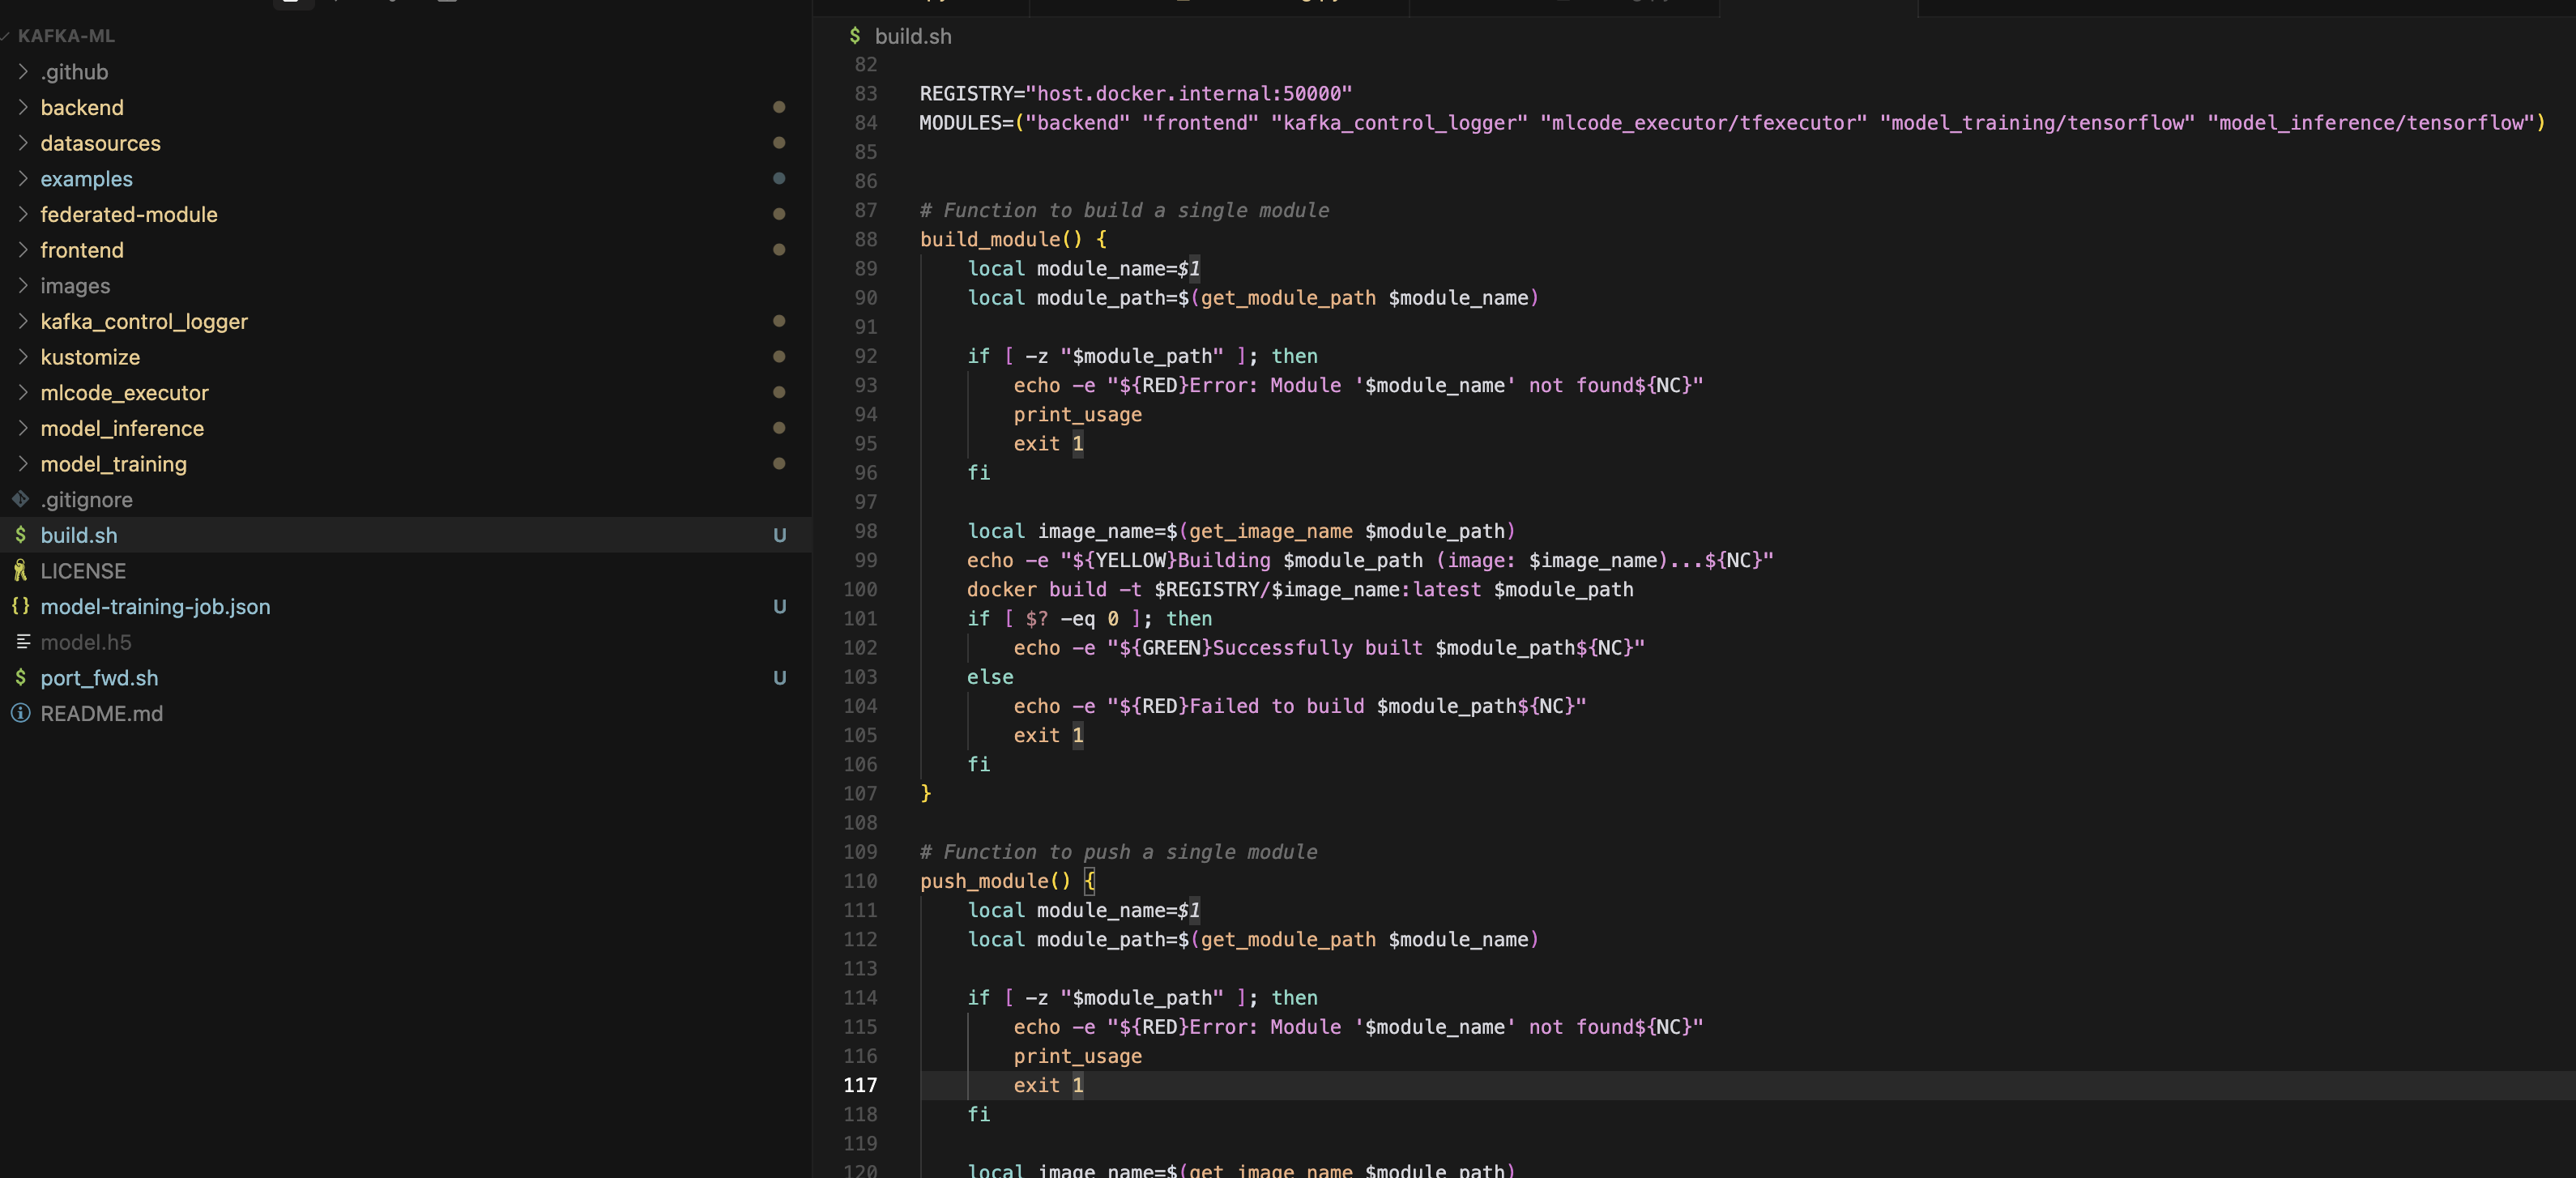 KAFKA-ML
.github
backend
datasources
examples
federated-module
frontend
images
kafka_control_logger
kustomize
mlcode_executor
model_inference
model_training
.gitignore
build.sh U
LICENSE
model-training-job.json U
model.h5
port_fwd.sh U
README.md
$ build.sh
82
83 REGISTRY="host.docker.internal:50000"
84 MODULES=("backend" "frontend" "kafka_control_logger" "mlcode_executor/tfexecutor" "model_training/tensorflow" "model_inference/tensorflow")
85
86
87 # Function to build a single module
88 build_module() {
89     local module_name=$1
90     local module_path=$(get_module_path $module_name)
91
92     if [ -z "$module_path" ]; then
93         echo -e "${RED}Error: Module '$module_name' not found${NC}"
94         print_usage
95         exit 1
96     fi
97
98     local image_name=$(get_image_name $module_path)
99     echo -e "${YELLOW}Building $module_path (image: $image_name)...${NC}"
100     docker build -t $REGISTRY/$image_name:latest $module_path
101     if [ $? -eq 0 ]; then
102         echo -e "${GREEN}Successfully built $module_path${NC}"
103     else
104         echo -e "${RED}Failed to build $module_path${NC}"
105         exit 1
106     fi
107 }
108
109 # Function to push a single module
110 push_module() {
111     local module_name=$1
112     local module_path=$(get_module_path $module_name)
113
114     if [ -z "$module_path" ]; then
115         echo -e "${RED}Error: Module '$module_name' not found${NC}"
116         print_usage
117         exit 1
118     fi
119
120     local image_name=$(get_image_name $module_path)